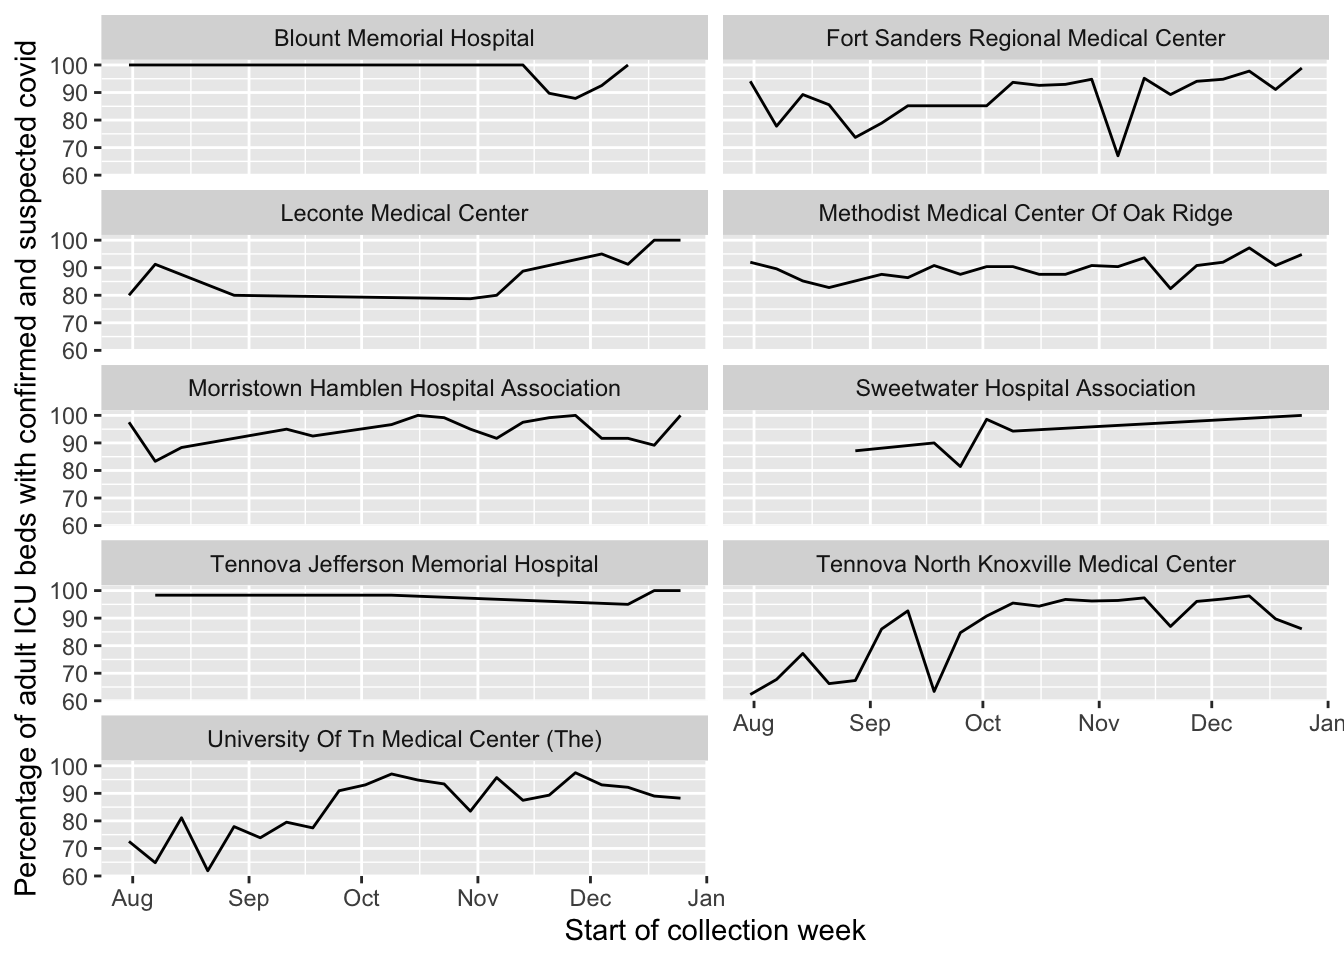 Percentage of adult ICU beds with confirmed and suspected covid
Blount Memorial Hospital
Fort Sanders Regional Medical Center
100
90
80
70
60
Leconte Medical Center
Methodist Medical Center Of Oak Ridge
100
90
80
70
60
Morristown Hamblen Hospital Association
Sweetwater Hospital Association
100
90
80
70
60
Tennova Jefferson Memorial Hospital
Tennova North Knoxville Medical Center
100
90
80
70
60
Aug Sep Oct Nov Dec Jan
University Of Tn Medical Center (The)
100
90
80
70
60
Aug Sep Oct Nov Dec Jan
Start of collection week